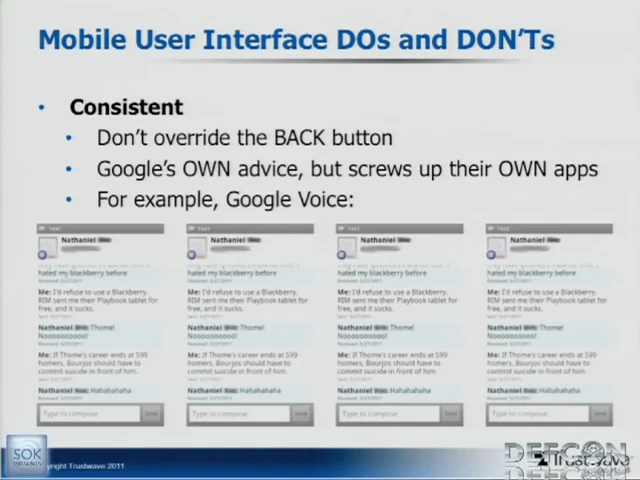 Mobile User Interface DOs and DON'Ts
• Consistent
• Don't override the BACK button
• Google's OWN advice, but screws up their OWN apps
• For example, Google Voice:
Text
Nathaniel
hated my blackberry before
Me: I'd refuse to use a Blackberry.
RIM sent me their Playbook tablet for
free, and it sucks.
Nathaniel Thome!
Nooooooooo!
Me: If Thome's career ends at 599
homers, Bourjos should have to
commit suicide in front of him.
Nathaniel Hahahahaha
Type to compose Send
Text
Nathaniel
hated my blackberry before
Me: I'd refuse to use a Blackberry.
RIM sent me their Playbook tablet for
free, and it sucks.
Nathaniel Thome!
Nooooooooo!
Me: If Thome's career ends at 599
homers, Bourjos should have to
commit suicide in front of him.
Nathaniel Hahahahaha
Type to compose Send
Text
Nathaniel
hated my blackberry before
Me: I'd refuse to use a Blackberry.
RIM sent me their Playbook tablet for
free, and it sucks.
Nathaniel Thome!
Nooooooooo!
Me: If Thome's career ends at 599
homers, Bourjos should have to
commit suicide in front of him.
Nathaniel Hahahahaha
Type to compose Send
Text
Nathaniel
hated my blackberry before
Me: I'd refuse to use a Blackberry.
RIM sent me their Playbook tablet for
free, and it sucks.
Nathaniel Thome!
Nooooooooo!
Me: If Thome's career ends at 599
homers, Bourjos should have to
commit suicide in front of him.
Nathaniel Hahahahaha
Type to compose Send
SOK
pyright Trustwave 2011
DEFCON
Trustwave